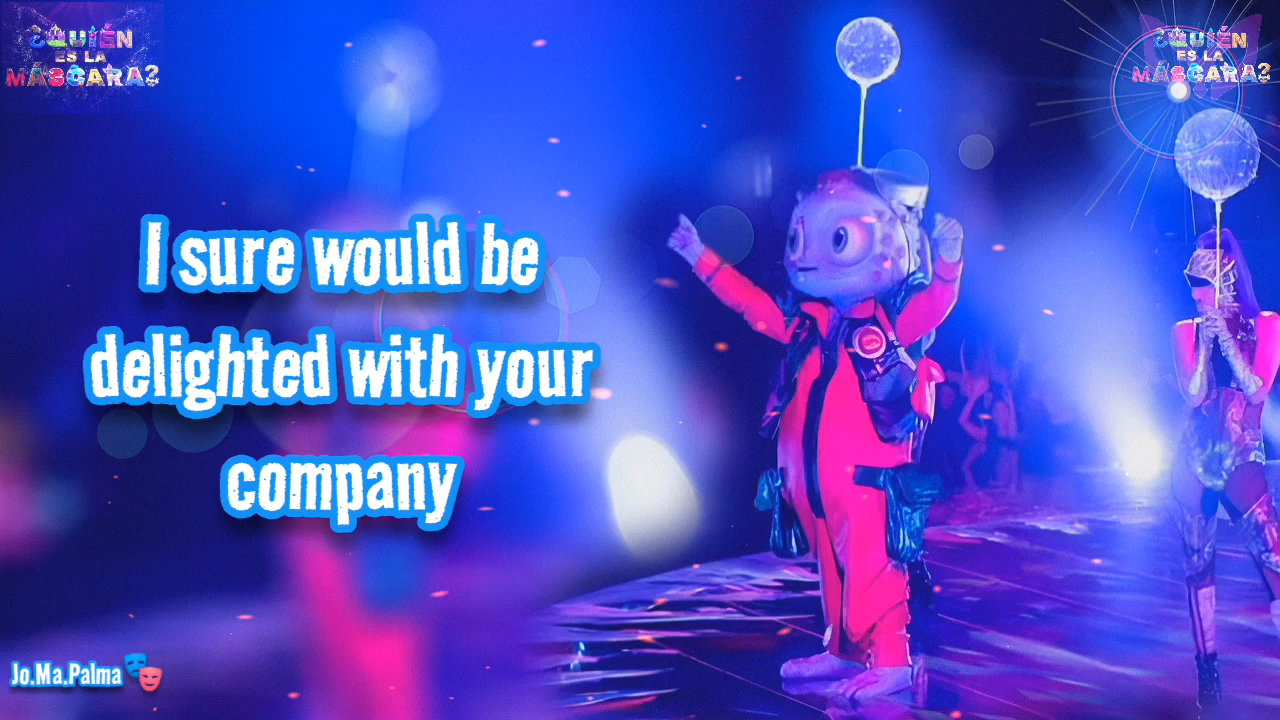 ¿QUIÉN
ES LA
MÁSCARA?
¿QUIÉN
ES LA
MÁSCARA?
I sure would be
delighted with your
company
Jo.Ma.Palma